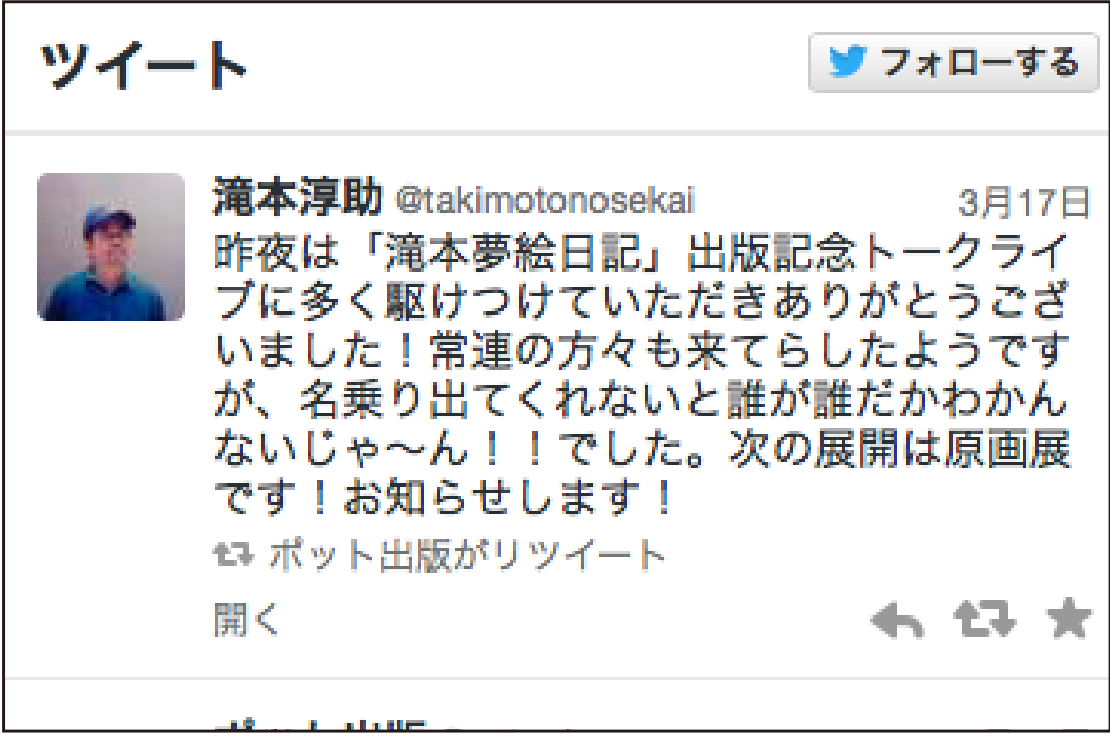 ツイート
フォローする
滝本淳助 @takimotonosekai 3月17日
昨夜は「滝本夢絵日記」出版記念トークライ
ブに多く駆けつけていただきありがとうござ
いました！常連の方々も来てらしたようです
が、名乗り出てくれないと誰が誰だかわかん
ないじゃ〜ん！！でした。次の展開は原画展
です！お知らせします！
ポット出版がリツイート
開く